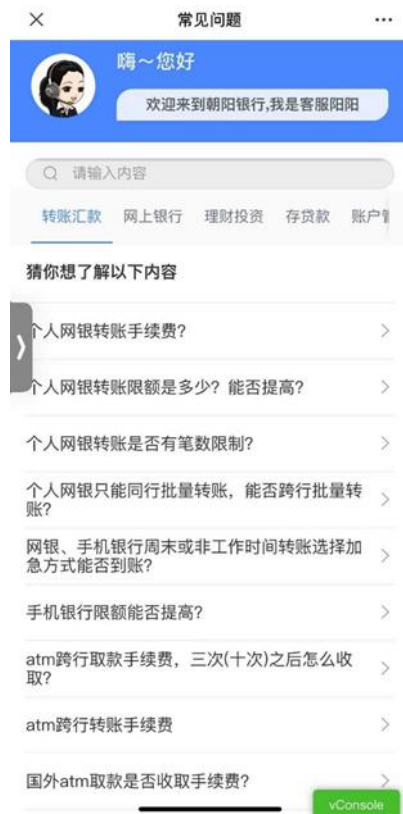 常见问题
嗨～您好
欢迎来到朝阳银行,我是客服阳阳
请输入内容
转账汇款 网上银行 理财投资 存贷款 账户
猜你想了解以下内容
个人网银转账手续费?
个人网银转账限额是多少? 能否提高?
个人网银转账是否有笔数限制?
个人网银只能同行批量转账，能否跨行批量转
账?
网银、手机银行周末或非工作时间转账选择加
急方式能否到账?
手机银行限额能否提高?
atm跨行取款手续费，三次(十次)之后怎么收
取?
atm跨行转账手续费
国外atm取款是否收取手续费?
vConsole